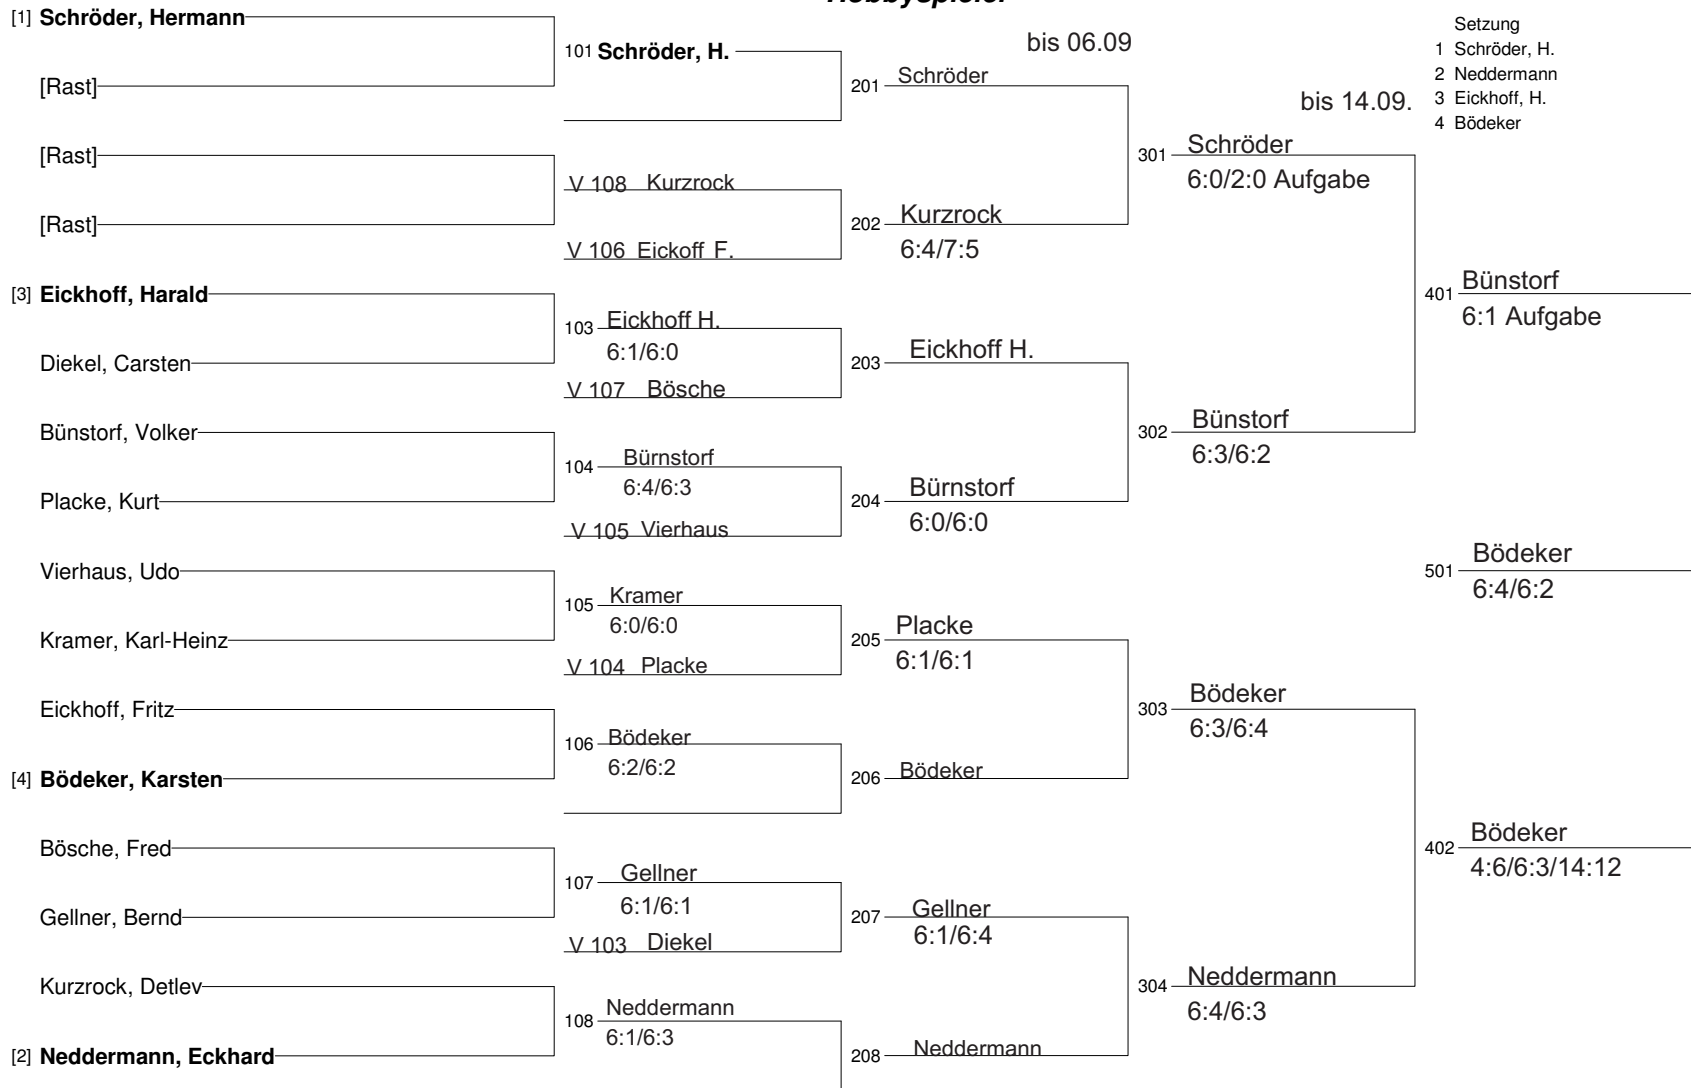 [1] Schröder, Hermann
[Rast]
[Rast]
[Rast]
[3] Eickhoff, Harald
Diekel, Carsten
Bünstorf, Volker
Placke, Kurt
Vierhaus, Udo
Kramer, Karl-Heinz
Eickhoff, Fritz
[4] Bödeker, Karsten
Bösche, Fred
Gellner, Bernd
Kurzrock, Detlev
[2] Neddermann, Eckhard
101 Schröder, H.
V 108 Kurzrock
V 106 Eickoff F.
103 Eickhoff H.
6:1/6:0
V 107 Bösche
104 Bürnstorf
6:4/6:3
V 105 Vierhaus
105 Kramer
6:0/6:0
V 104 Placke
106 Bödeker
6:2/6:2
107 Gellner
6:1/6:1
V 103 Diekel
108 Neddermann
6:1/6:3
201 Schröder
202 Kurzrock
6:4/7:5
203 Eickhoff H.
204 Bürnstorf
6:0/6:0
205 Placke
6:1/6:1
206 Bödeker
207 Gellner
6:1/6:4
208 Neddermann
bis 06.09
301 Schröder
6:0/2:0 Aufgabe
302 Bünstorf
6:3/6:2
303 Bödeker
6:3/6:4
304 Neddermann
6:4/6:3
bis 14.09.
Setzung
1 Schröder, H.
2 Neddermann
3 Eickhoff, H.
4 Bödeker
401 Bünstorf
6:1 Aufgabe
501 Bödeker
6:4/6:2
402 Bödeker
4:6/6:3/14:12